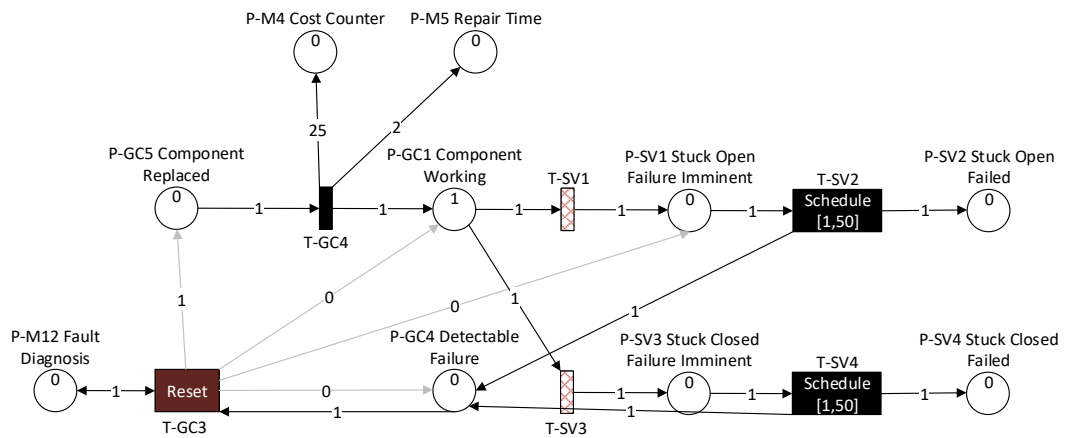 P-M4 Cost Counter
P-M5 Repair Time
0
0
25
2
P-GC5 Component
Replaced
P-GC1 Component
Working
T-SV1
P-SV1 Stuck Open
Failure Imminent
T-SV2
P-SV2 Stuck Open
Failed
0
1
1
1
1
1
0
1
Schedule
[1,50]
1
0
T-GC4
1
0
0
1
1
P-M12 Fault
Diagnosis
P-GC4 Detectable
Failure
P-SV3 Stuck Closed
Failure Imminent
T-SV4
P-SV4 Stuck Closed
Failed
0
1
Reset
0
0
1
0
1
Schedule
[1,50]
1
0
T-GC3
1
T-SV3
1